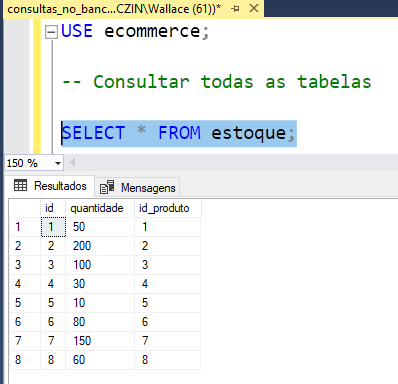 consultas_no_banc...CZIN\Wallace (61))*
USE ecommerce;
-- Consultar todas as tabelas
SELECT * FROM estoque;
150 %
Resultados Mensagens
id quantidade id_produto
1 1 50 1
2 2 200 2
3 3 100 3
4 4 30 4
5 5 10 5
6 6 80 6
7 7 150 7
8 8 60 8